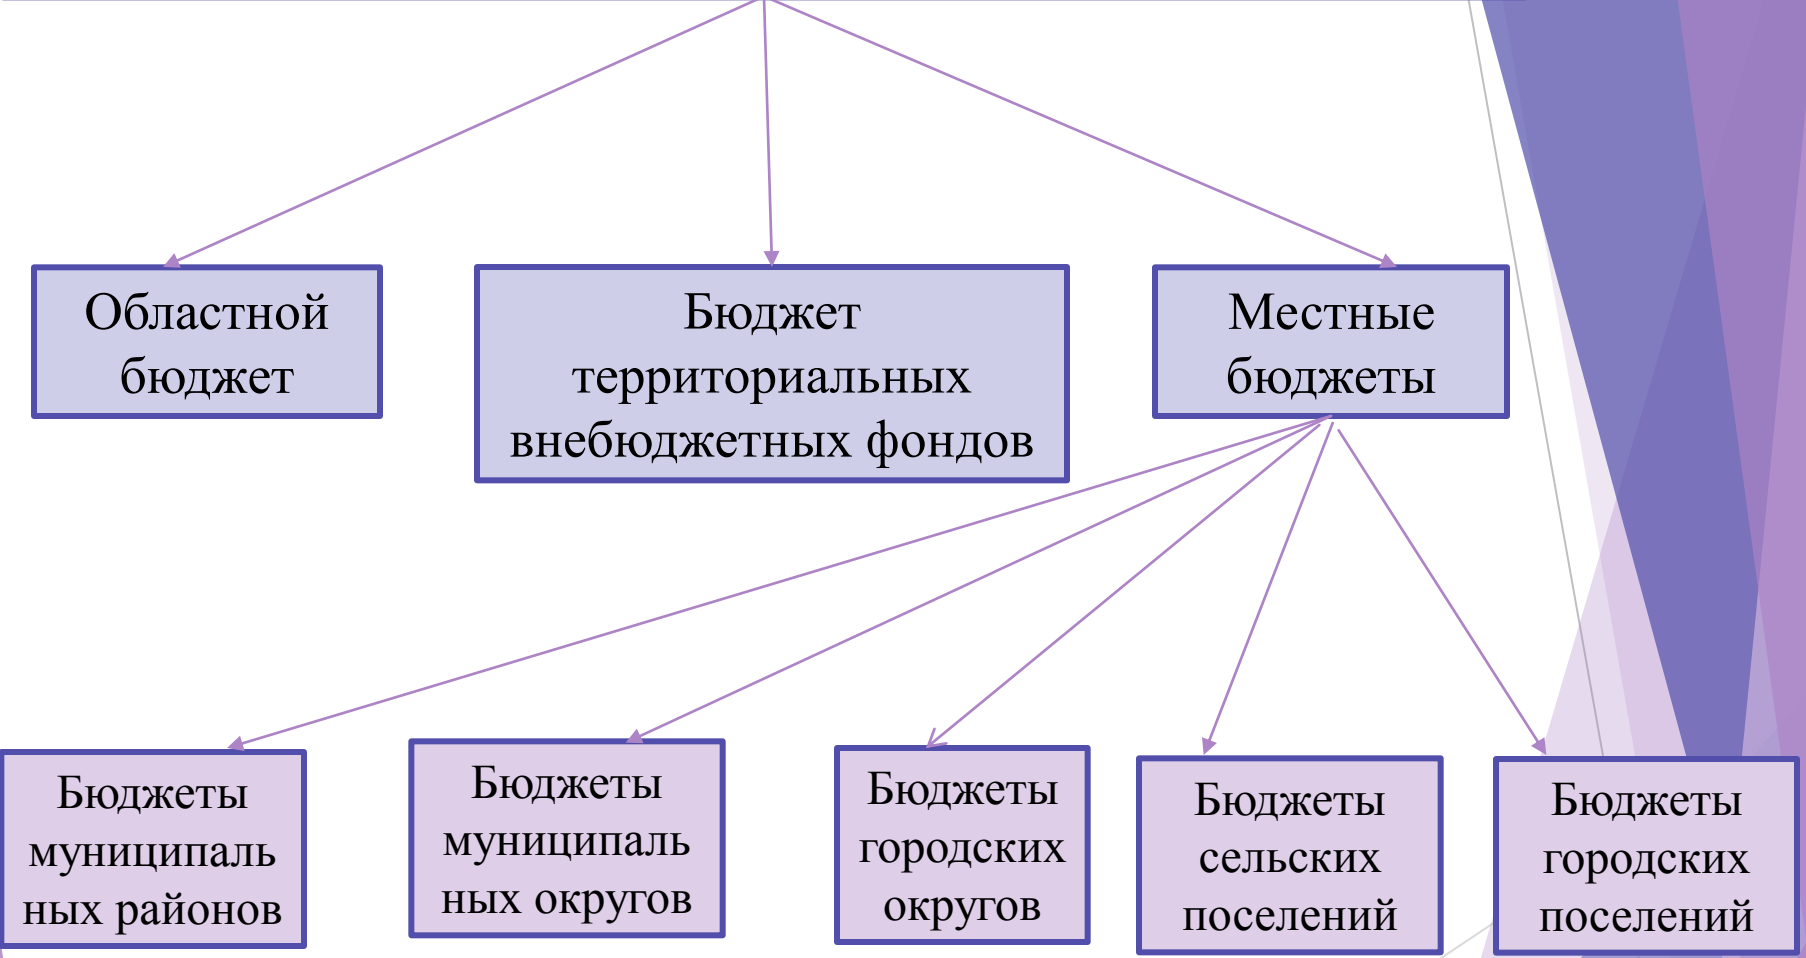 Областной
бюджет
Бюджет
территориальных
внебюджетных фондов
Местные
бюджеты
Бюджеты
муниципаль
ных районов
Бюджеты
муниципаль
ных округов
Бюджеты
городских
округов
Бюджеты
сельских
поселений
Бюджеты
городских
поселений